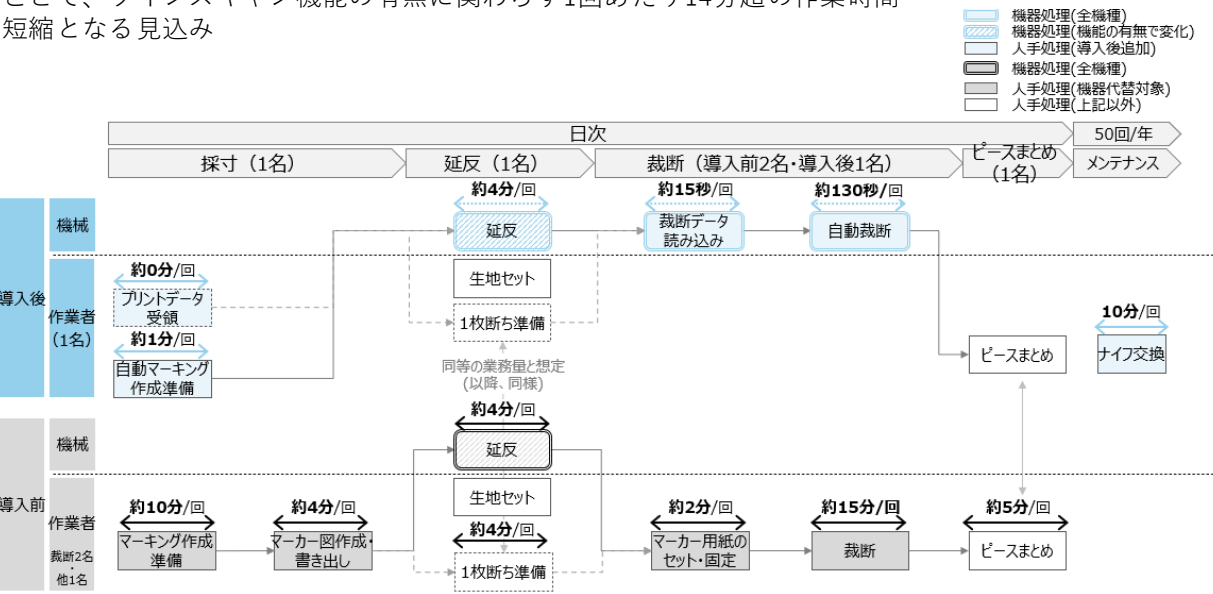 短縮となる見込み
機器処理(全機種)
機器処理(機能の有無で変化)
人手処理(導入後追加)
機器処理(全機種)
人手処理(機器代替対象)
人手処理(上記以外)
日次
50回/年
採寸（1名）
延反（1名）
裁断（導入前2名・導入後1名）
ピースまとめ
（1名）
メンテナンス
導入後
機械
約4分/回
延反
約15秒/回
裁断データ
読み込み
約130秒/回
自動裁断
作業者
(1名)
約0分/回
プリントデータ
受領
約1分/回
自動マーキング
作成準備
生地セット
1枚断ち準備
同等の業務量と想定
(以降、同様)
ピースまとめ
10分/回
ナイフ交換
導入前
機械
約4分/回
延反
作業者
裁断2名
・
他1名
約10分/回
マーキング作成
準備
約4分/回
マーカー図作成・
書き出し
生地セット
約4分/回
1枚断ち準備
約2分/回
マーカー用紙の
セット・固定
約15分/回
裁断
約5分/回
ピースまとめ